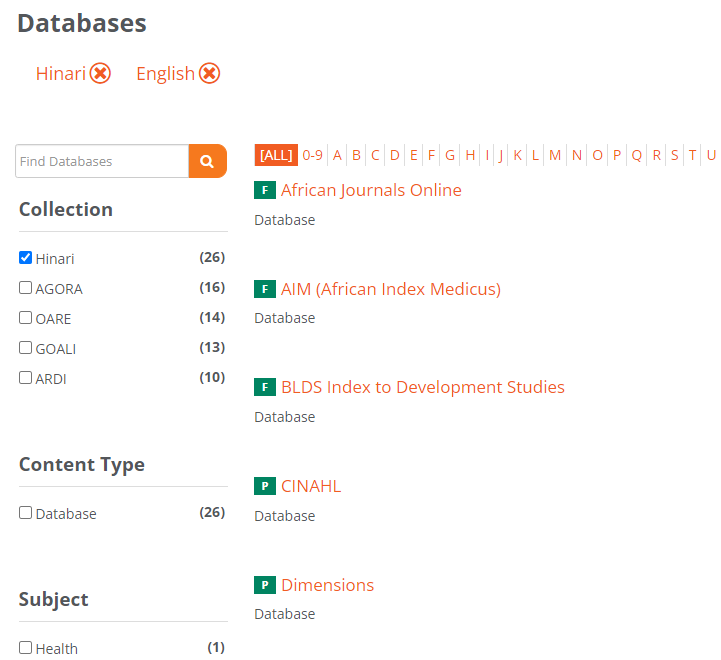 Databases
Hinari English
Find Databases
Collection
Hinari (26)
AGORA (16)
OARE (14)
GOALI (13)
ARDI (10)
Content Type
Database (26)
Subject
Health (1)
[ALL] 0-9 A B C D E F G H I J K L M N O P Q R S T U
F African Journals Online
Database
F AIM (African Index Medicus)
Database
F BLDS Index to Development Studies
Database
P CINAHL
Database
P Dimensions
Database